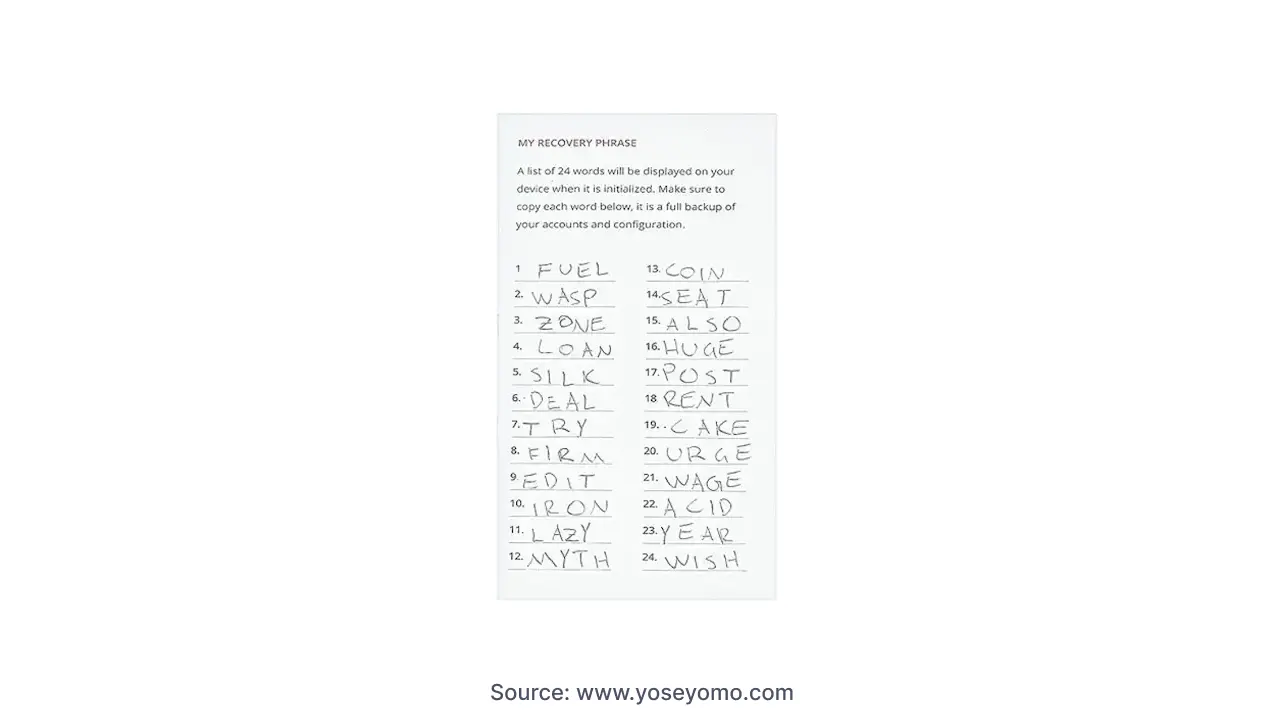 MY RECOVERY PHRASE
A list of 24 words will be displayed on your
device when it is initialized. Make sure to
copy each word below, it is a full backup of
your accounts and configuration.
1 FUEL
2. WASP
3. ZONE
4. LOAN
5. SILK
6. DEAL
7. TRY
8. FIRM
9. EDIT
10. IRON
11. LAZY
12. MYTH
13. COIN
14. SEAT
15. ALSO
16. HUGE
17. POST
18 RENT
19. CAKE
20. URGE
21. WAGE
22. ACID
23. YEAR
24. WISH
Source: www.yoseyomo.com